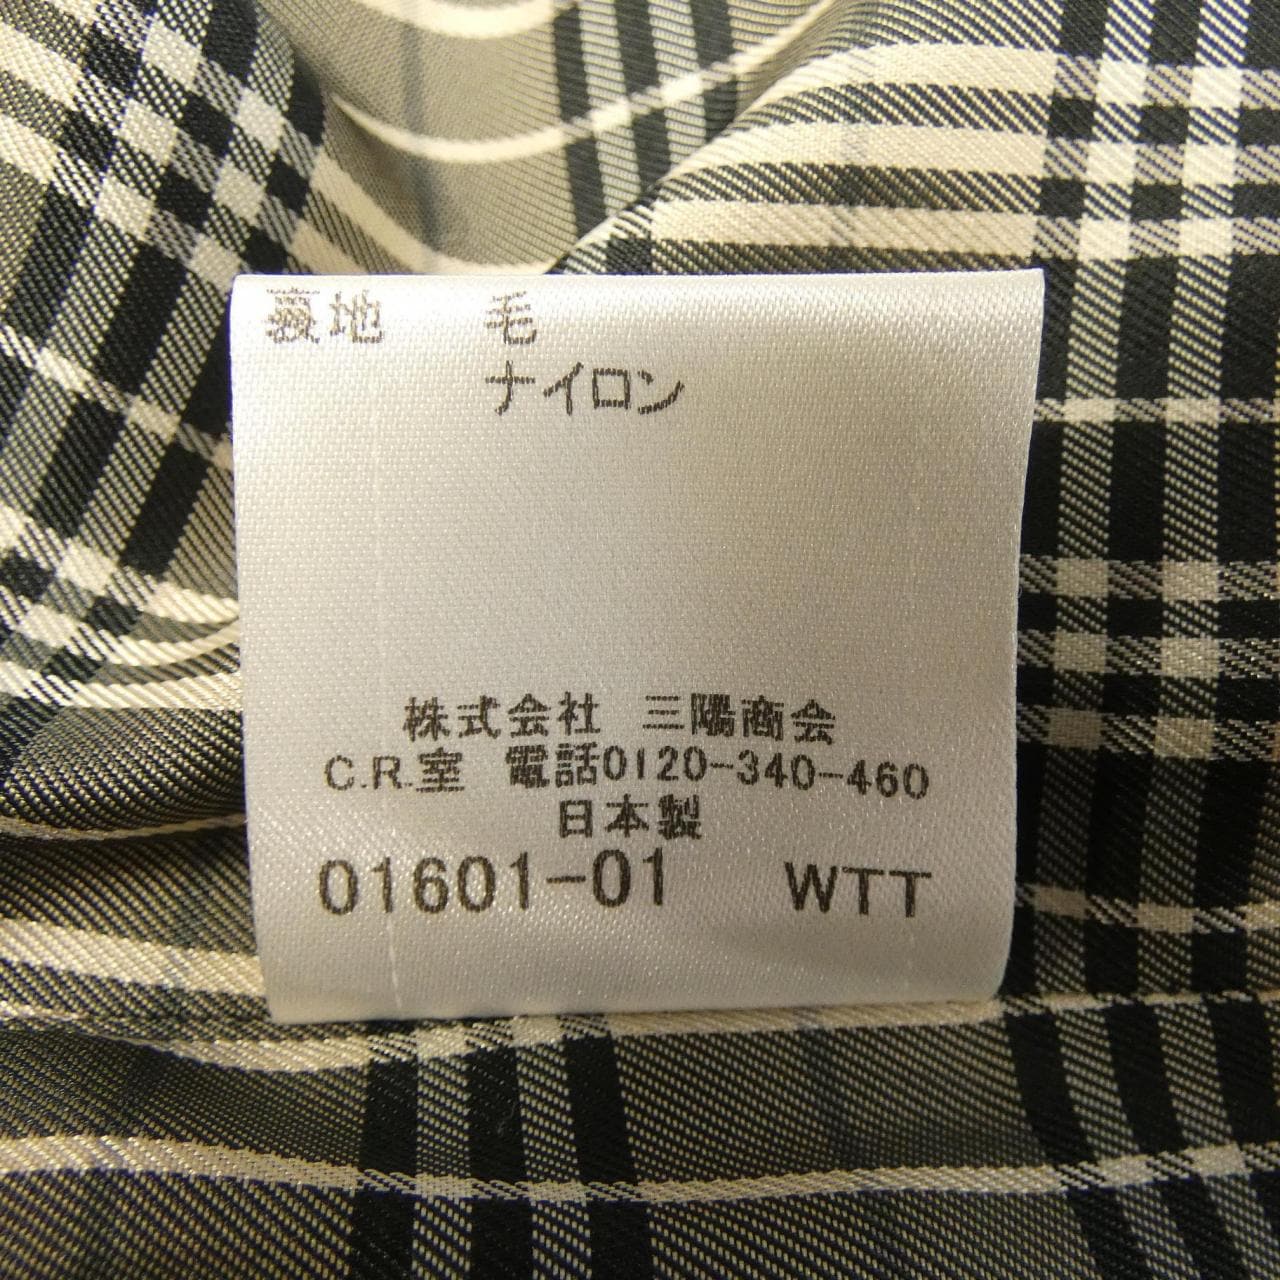 裏地 毛
ナイロン
株式会社 三陽商会
C.R.室 電話0120-340-460
日本製
01601-01 WTT